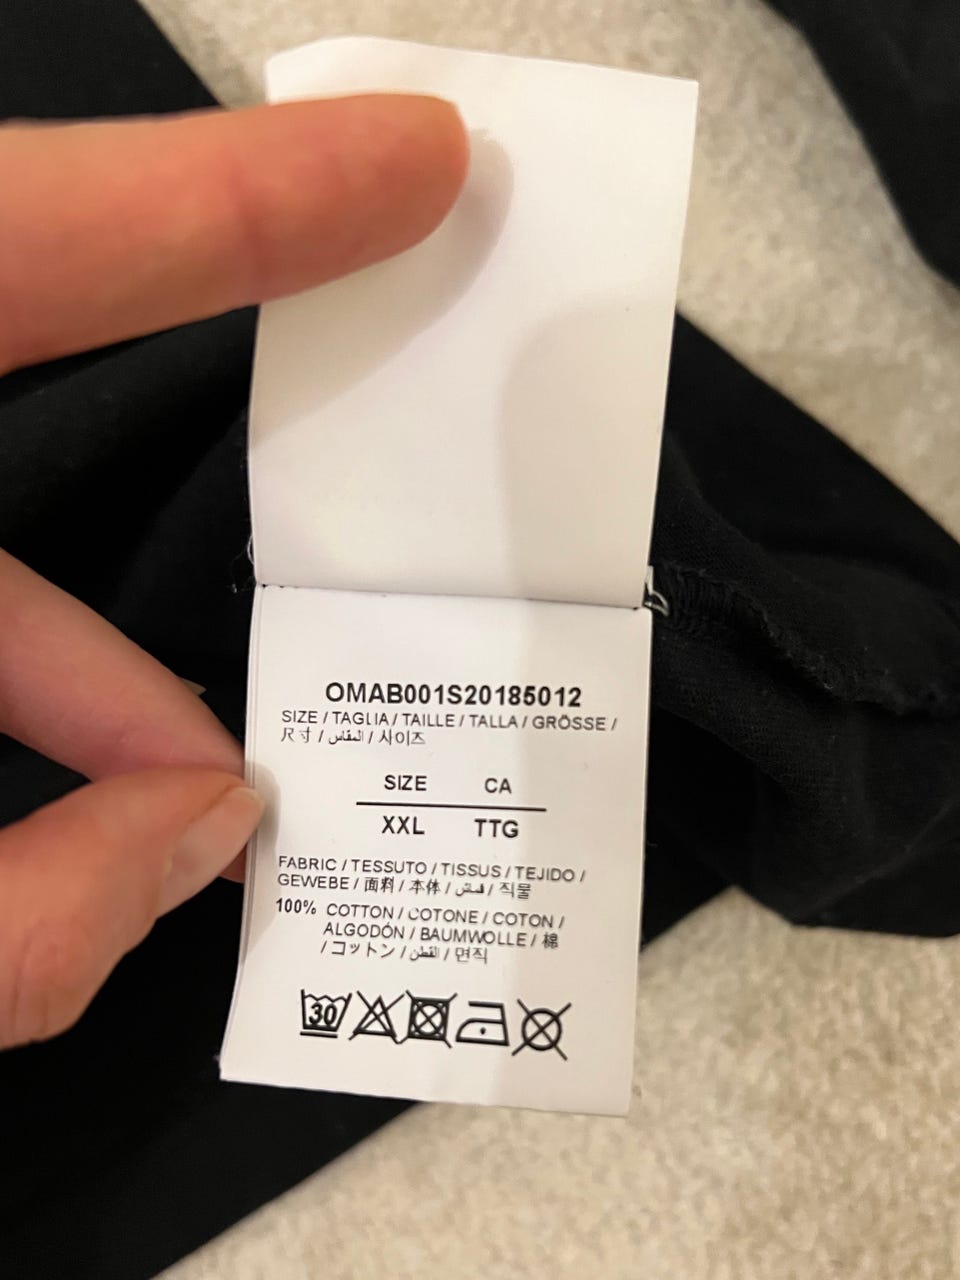 OMAB001S20185012
SIZE / TAGLIA / TAILLE / TALLA / GRÖSSE /
尺寸 / المقاس / 사이즈
SIZE CA
XXL TTG
FABRIC / TESSUTO / TISSUS / TEJIDO /
GEWEBE / 面料 / 本体 / قماش / 직물
100% COTTON / COTONE / COTON /
ALGODÓN / BAUMWOLLE / 棉
/ コットン / القطن / 면직
30